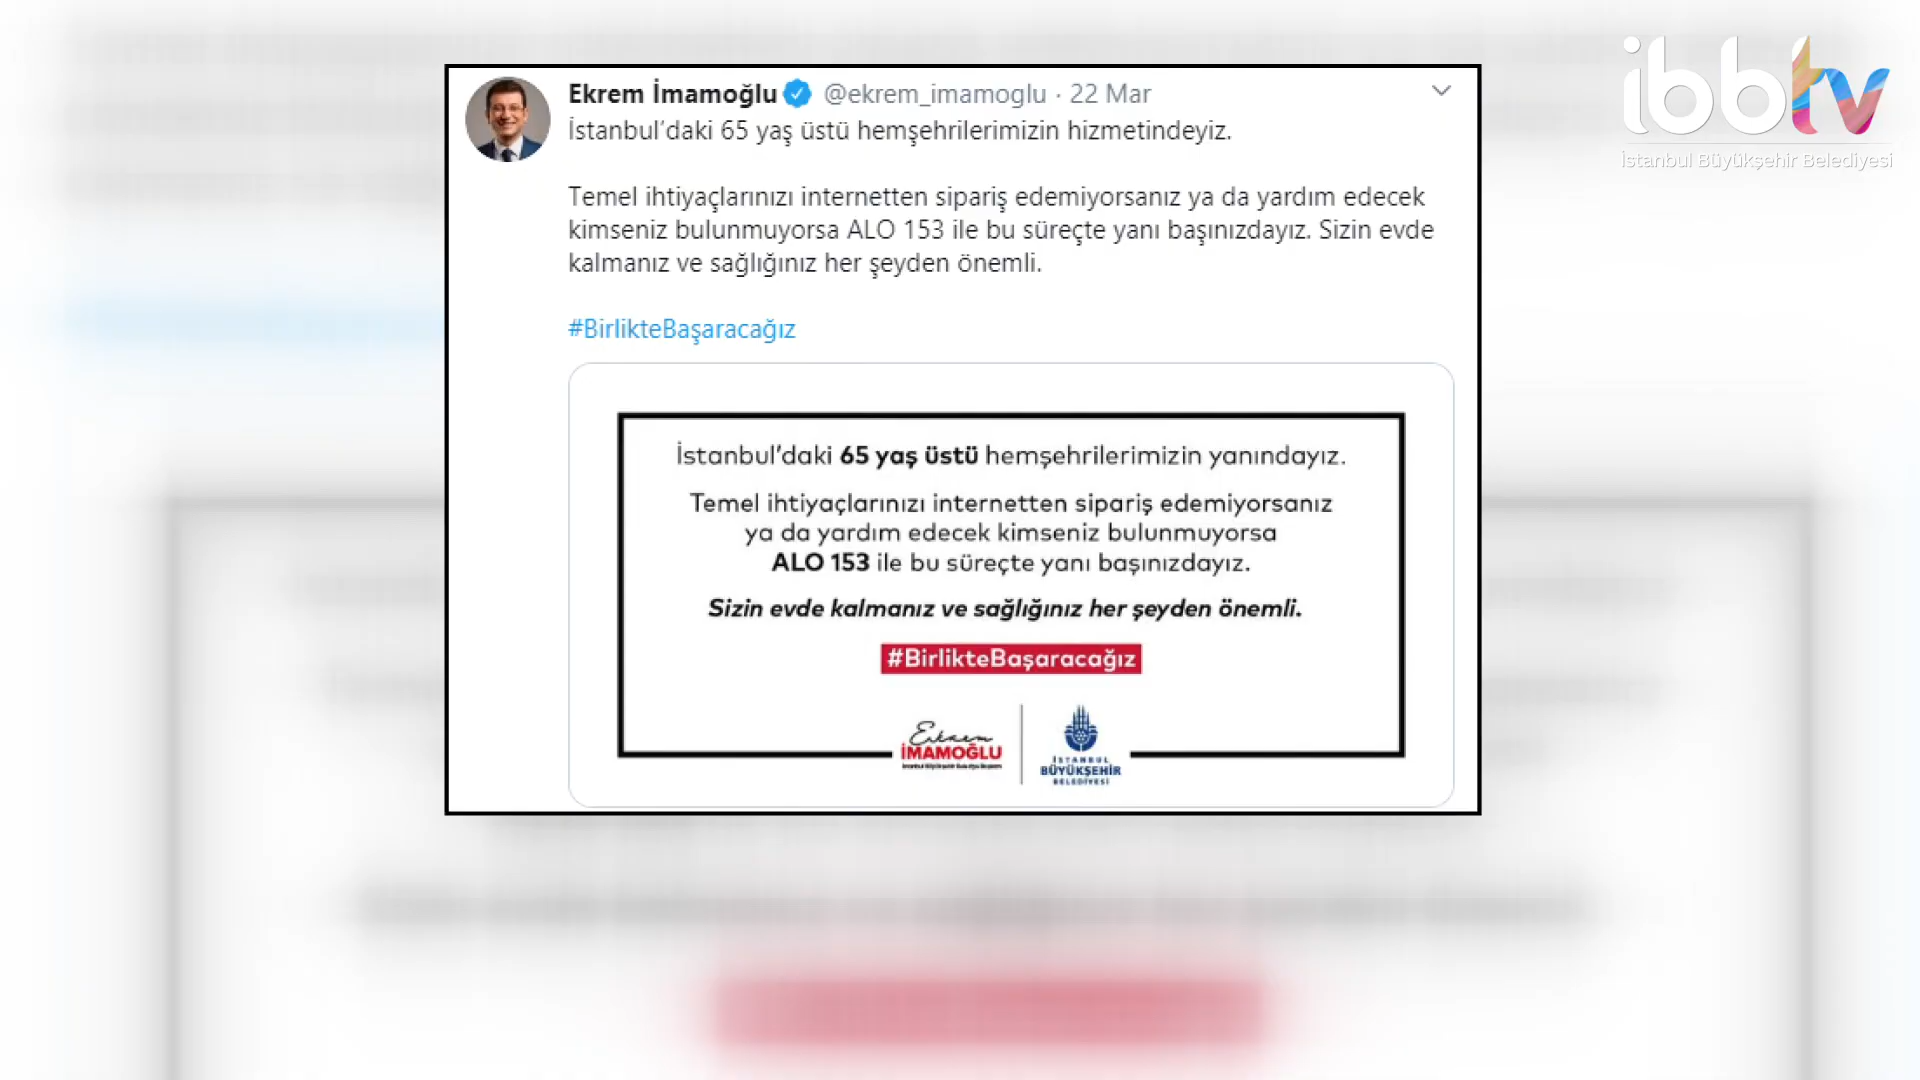 Ekrem İmamoğlu @ekrem_imamoglu · 22 Mar
İstanbul'daki 65 yaş üstü hemşehrilerimizin hizmetindeyiz.
Temel ihtiyaçlarınızı internetten sipariş edemiyorsanız ya da yardım edecek
kimseniz bulunmuyorsa ALO 153 ile bu süreçte yanı başınızdayız. Sizin evde
kalmanız ve sağlığınız her şeyden önemli.
#BirlikteBaşaracağız
İstanbul'daki 65 yaş üstü hemşehrilerimizin yanındayız.
Temel ihtiyaçlarınızı internetten sipariş edemiyorsanız
ya da yardım edecek kimseniz bulunmuyorsa
ALO 153 ile bu süreçte yanı başınızdayız.
Sizin evde kalmanız ve sağlığınız her şeyden önemli.
#BirlikteBaşaracağız
Ekrem
İMAMOĞLU
İSTANBUL
BÜYÜKŞEHİR
BELEDİYESİ
ibbtv
İstanbul Büyükşehir Belediyesi